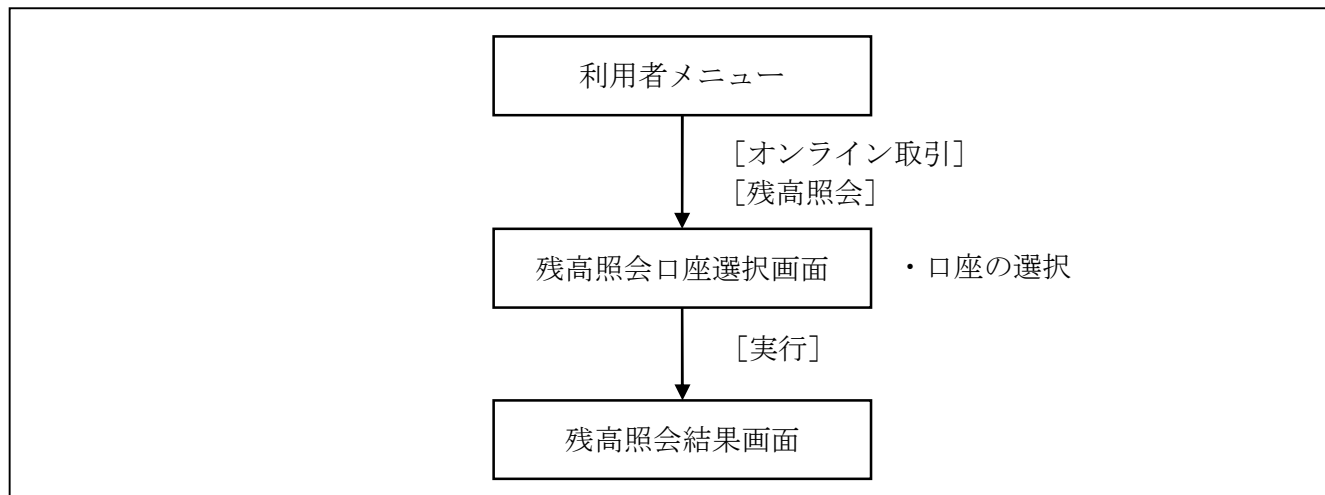 利用者メニュー
［オンライン取引］
［残高照会］
残高照会口座選択画面
・口座の選択
［実行］
残高照会結果画面